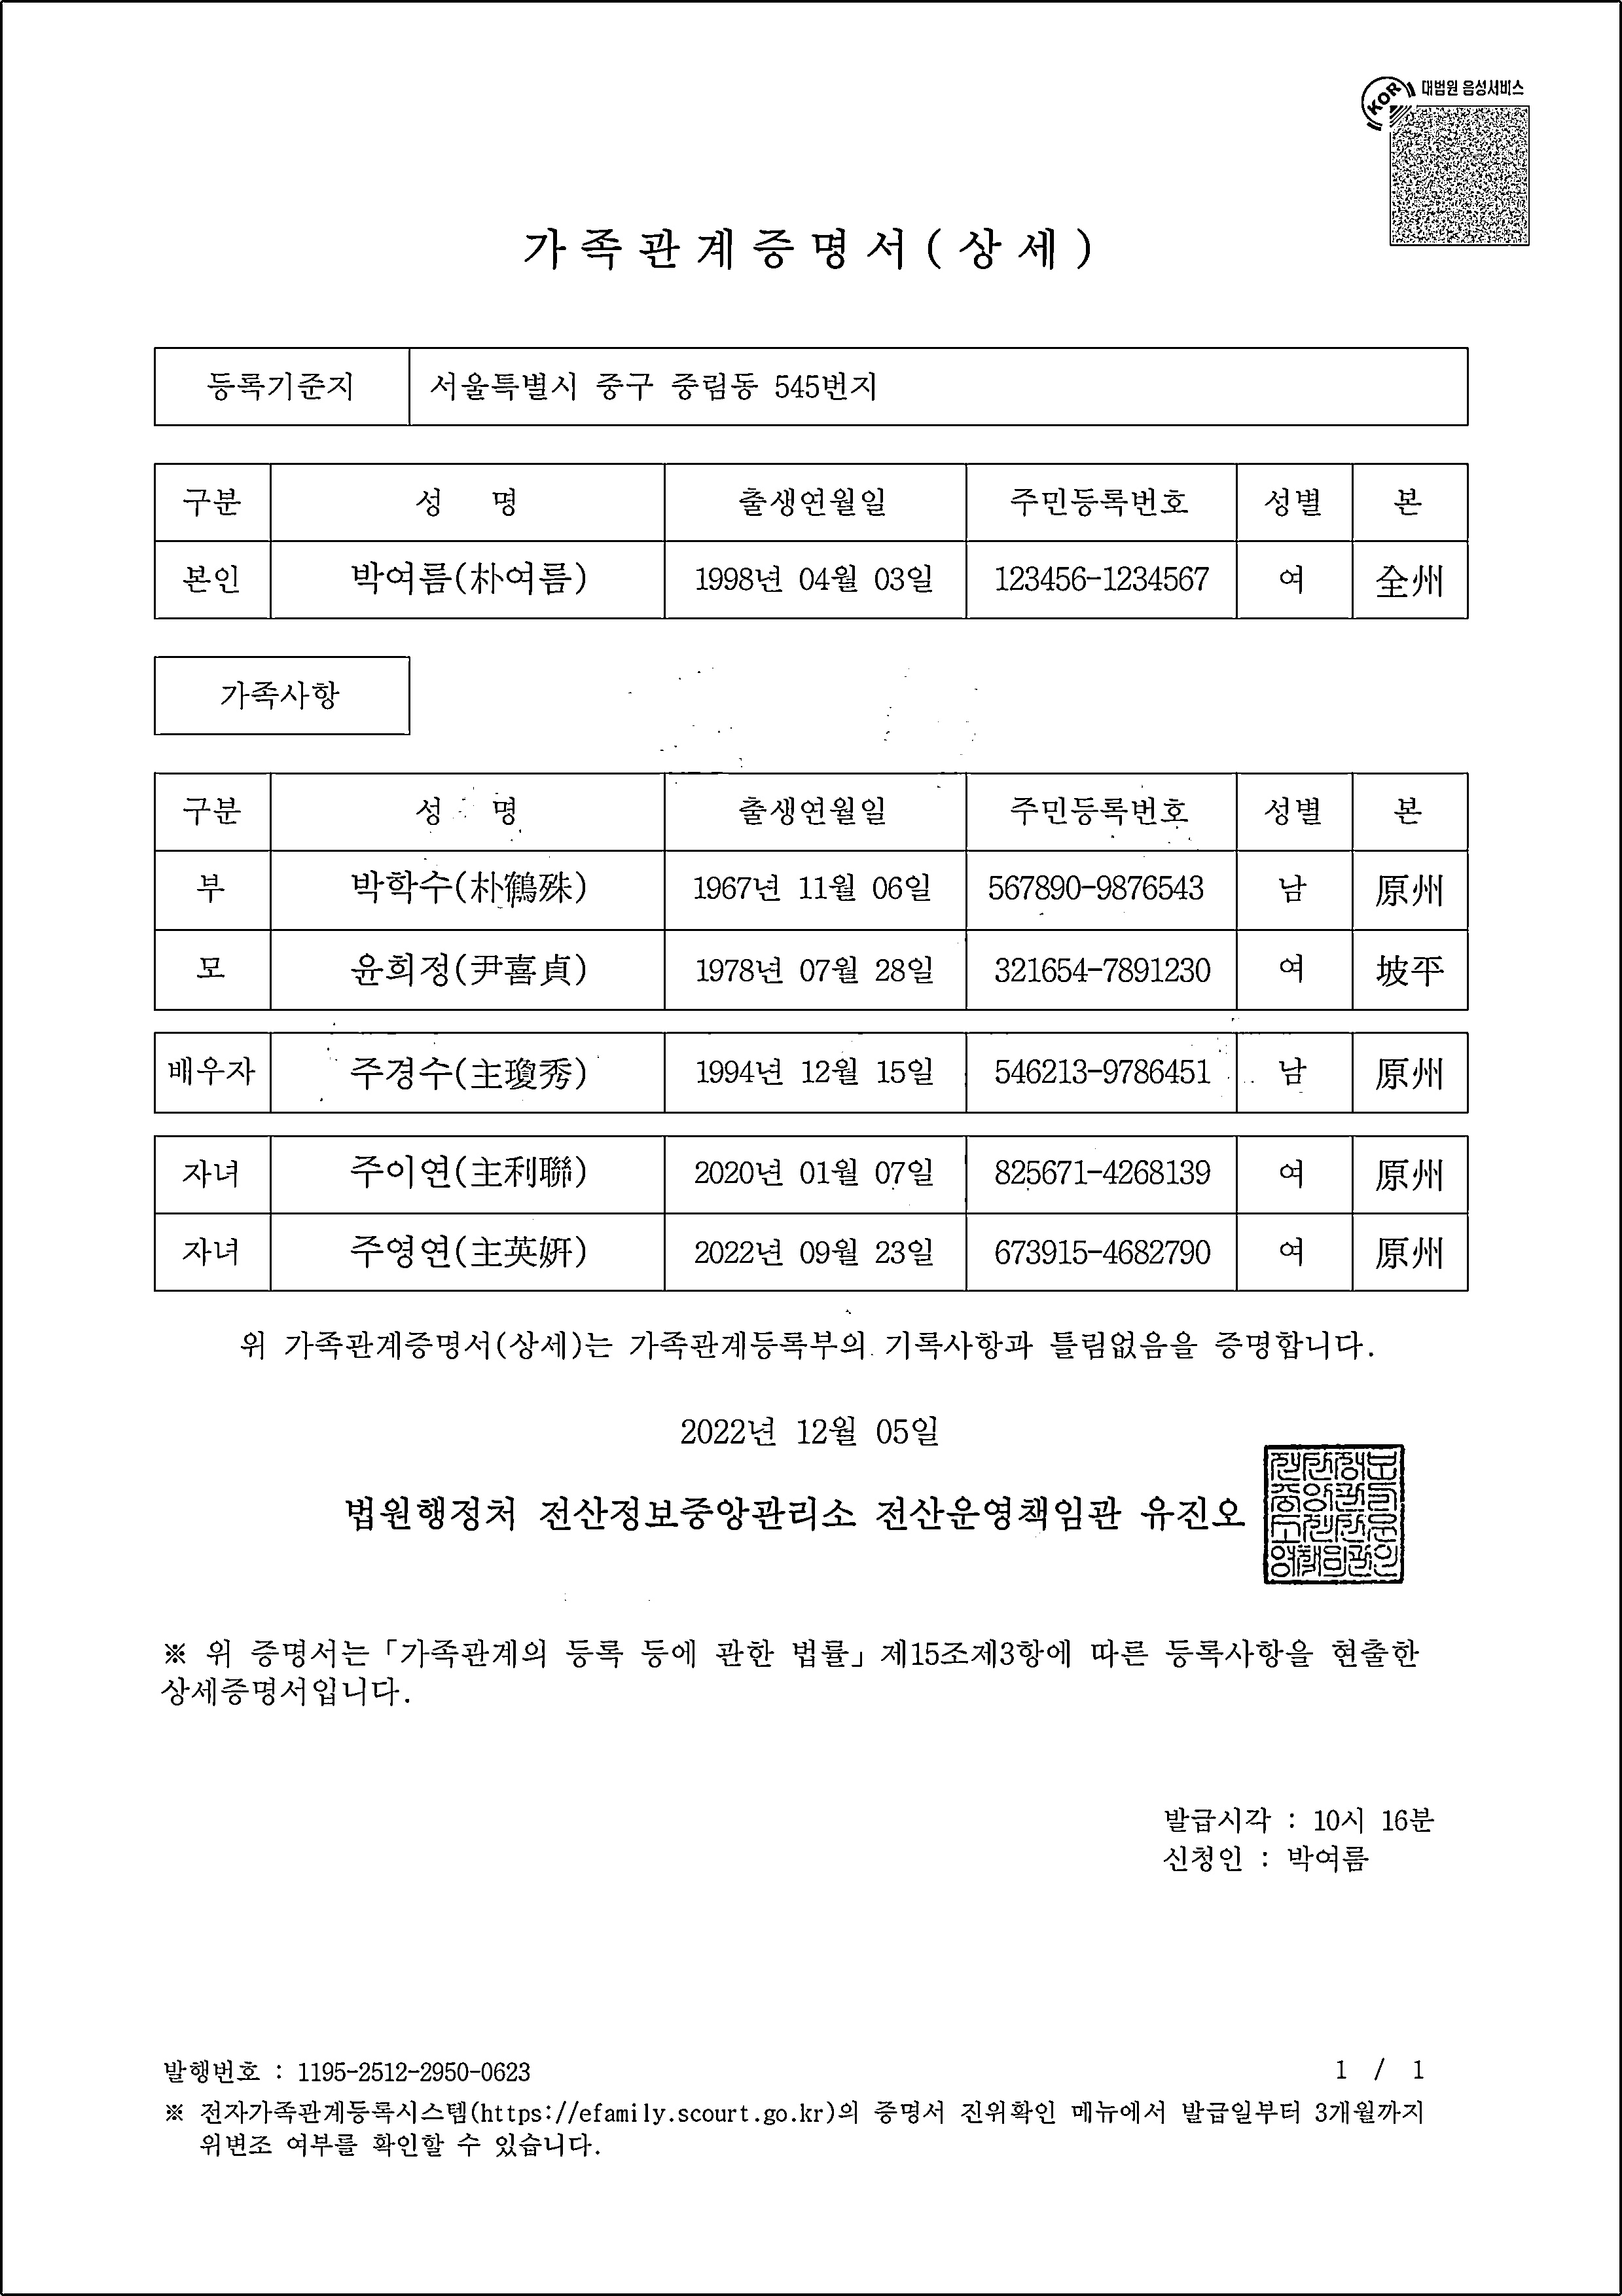 KOR 대법원 음성서비스
가족관계증명서(상세)
등록기준지 서울특별시 중구 중림동 545번지
구분 성 명 출생연월일 주민등록번호 성별 본
본인 박여름(朴여름) 1998년 04월 03일 123456-1234567 여 全州
가족사항
구분 성 명 출생연월일 주민등록번호 성별 본
부 박학수(朴鶴殊) 1967년 11월 06일 567890-9876543 남 原州
모 윤희정(尹喜貞) 1978년 07월 28일 321654-7891230 여 坡平
배우자 주경수(主瓊秀) 1994년 12월 15일 546213-9786451 남 原州
자녀 주이연(主利聯) 2020년 01월 07일 825671-4268139 여 原州
자녀 주영연(主英姸) 2022년 09월 23일 673915-4682790 여 原州
위 가족관계증명서(상세)는 가족관계등록부의 기록사항과 틀림없음을 증명합니다.
2022년 12월 05일
법원행정처 전산정보중앙관리소 전산운영책임관 유진오
※ 위 증명서는「가족관계의 등록 등에 관한 법률」제15조제3항에 따른 등록사항을 현출한
상세증명서입니다.
발급시각 : 10시 16분
신청인 : 박여름
발행번호 : 1195-2512-2950-0623 1 / 1
※ 전자가족관계등록시스템(https://efamily.scourt.go.kr)의 증명서 진위확인 메뉴에서 발급일부터 3개월까지
위변조 여부를 확인할 수 있습니다.